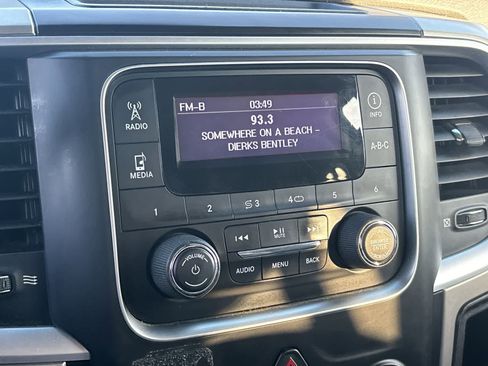 FM-B 03:49
93.3
SOMEWHERE ON A BEACH -
DIERKS BENTLEY
RADIO
INFO
MEDIA
A-B-C
1 2 3 4 5 6
MUTE
VOLUME
AUDIO MENU BACK
ENTER